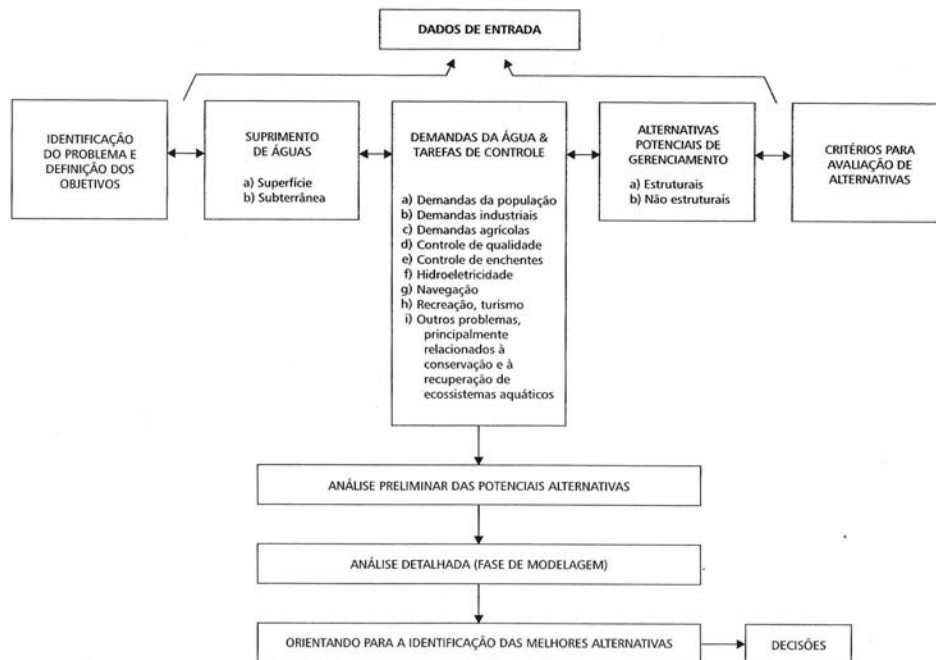 DADOS DE ENTRADA
IDENTIFICAÇÃO
DO PROBLEMA E
DEFINIÇÃO DOS
OBJETIVOS
SUPRIMENTO
DE ÁGUAS
a) Superfície
b) Subterrânea
DEMANDAS DA ÁGUA &
TAREFAS DE CONTROLE
a) Demandas da população
b) Demandas industriais
c) Demandas agrícolas
d) Controle de qualidade
e) Controle de enchentes
f) Hidroeletricidade
g) Navegação
h) Recreação, turismo
i) Outros problemas,
principalmente
relacionados à
conservação e à
recuperação de
ecossistemas aquáticos
ALTERNATIVAS
POTENCIAIS DE
GERENCIAMENTO
a) Estruturais
b) Não estruturais
CRITÉRIOS PARA
AVALIAÇÃO DE
ALTERNATIVAS
ANÁLISE PRELIMINAR DAS POTENCIAIS ALTERNATIVAS
ANÁLISE DETALHADA (FASE DE MODELAGEM)
ORIENTANDO PARA A IDENTIFICAÇÃO DAS MELHORES ALTERNATIVAS
DECISÕES